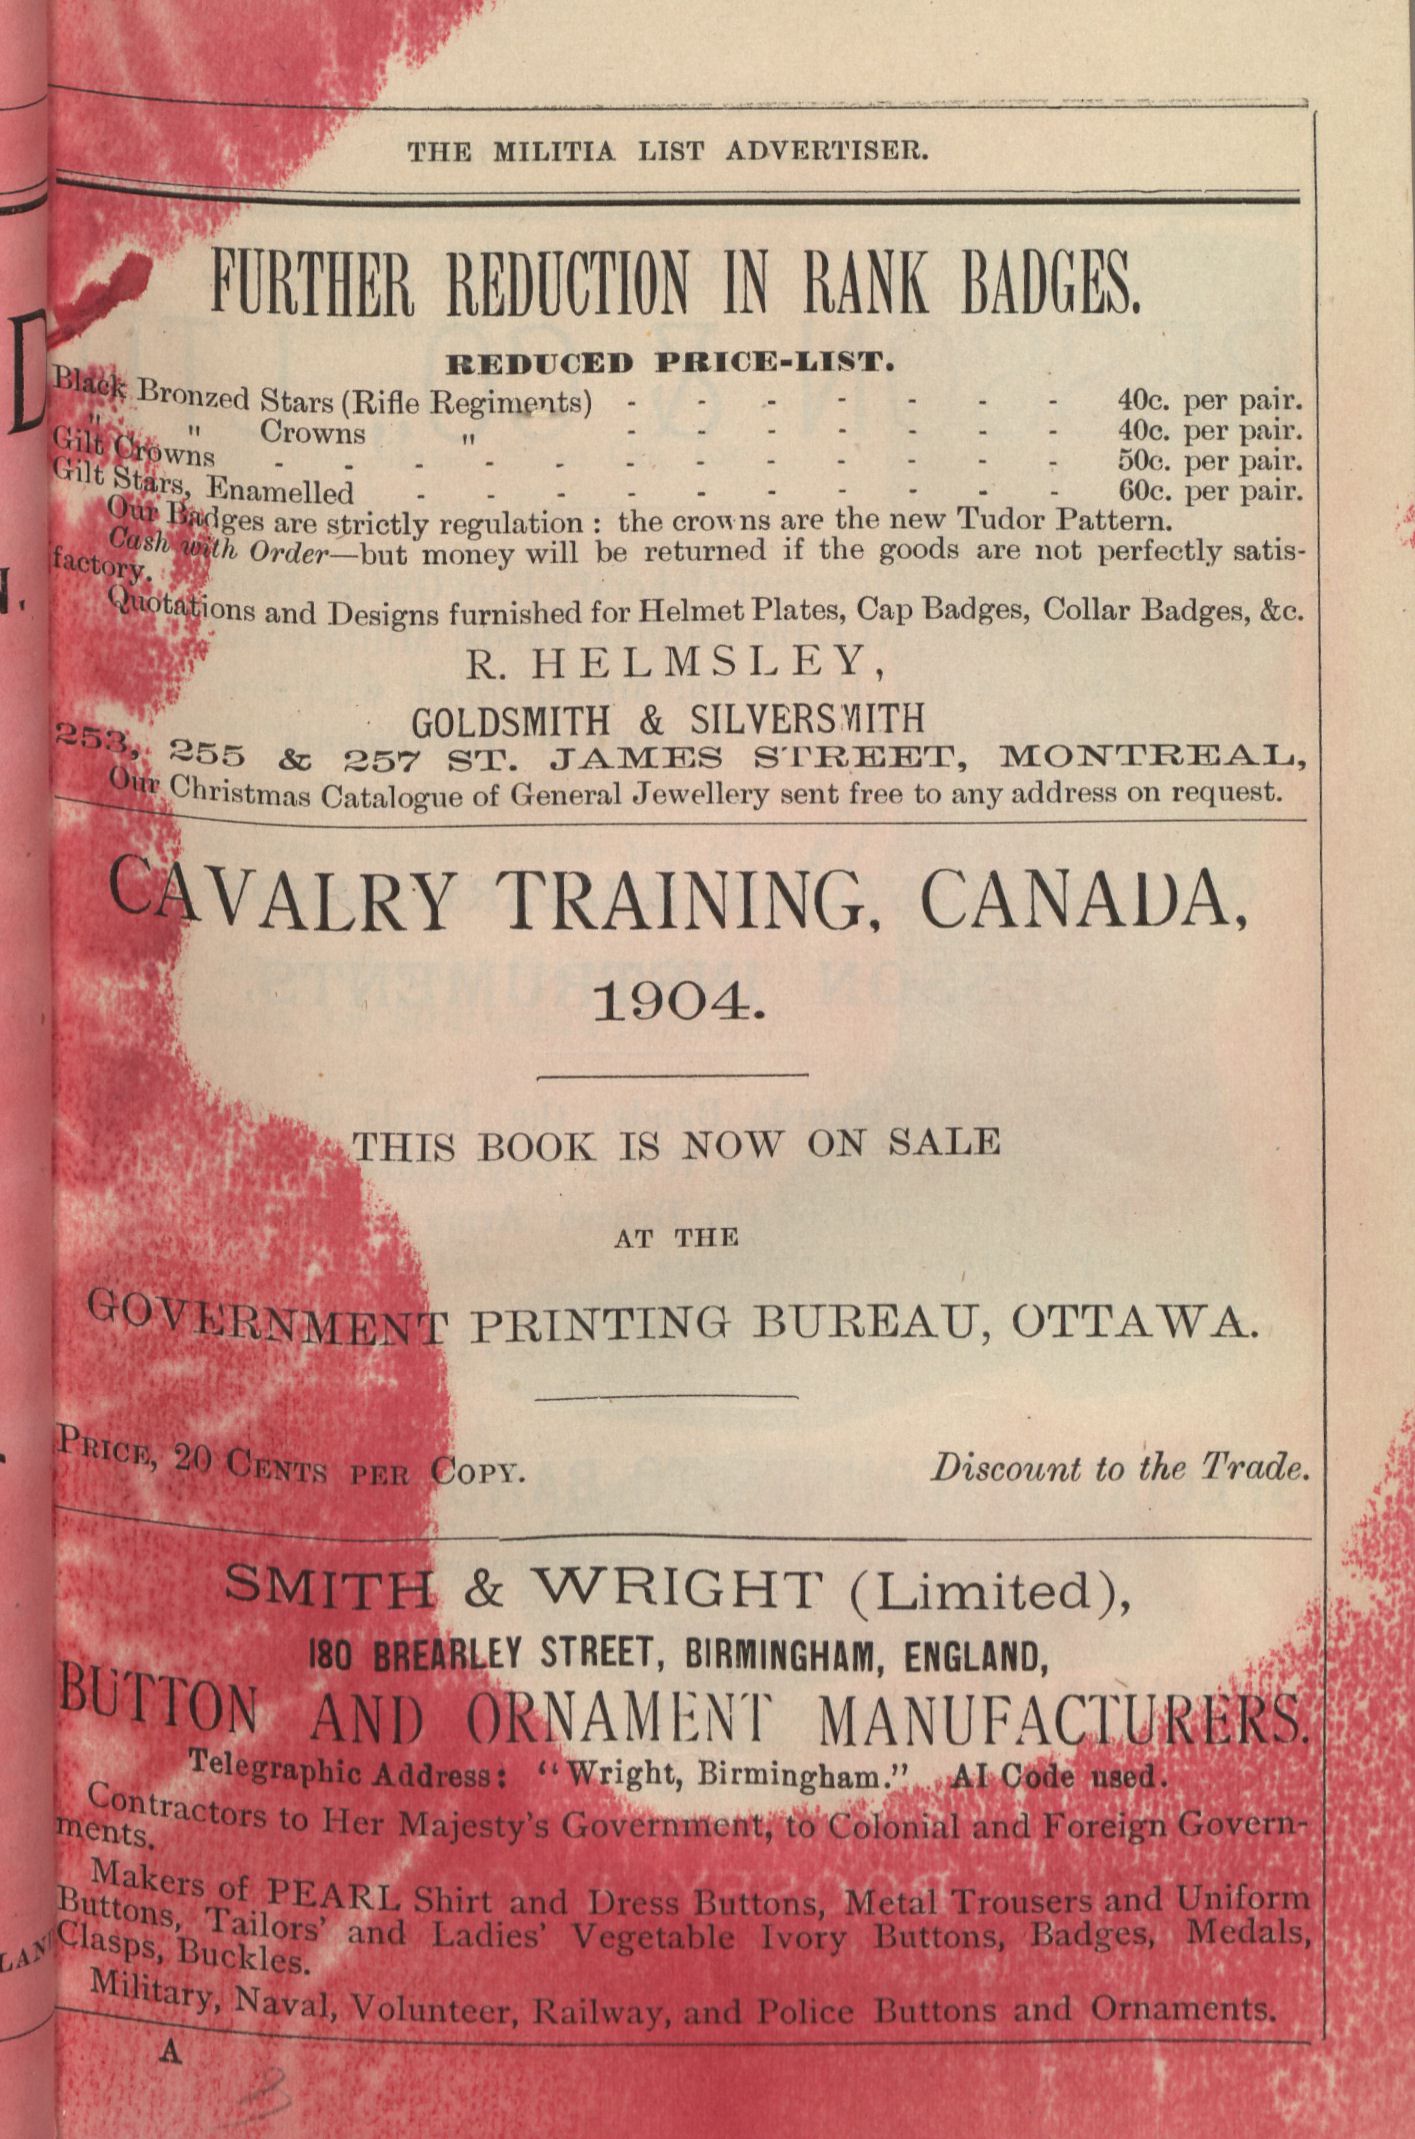 THE MILITIA LIST ADVERTISER.
FURTHER REDUCTION IN RANK BADGES.
REDUCED PRICE-LIST.
Black Bronzed Stars (Rifle Regiments) - - - - - - - 40c. per pair.
" " Crowns " - - - - - - - 40c. per pair.
Gilt Crowns - - - - - - - - - - - - 50c. per pair.
Gilt Stars, Enamelled - - - - - - - - - - 60c. per pair.
Our Badges are strictly regulation : the crowns are the new Tudor Pattern.
Cash with Order—but money will be returned if the goods are not perfectly satis-
factory.
Quotations and Designs furnished for Helmet Plates, Cap Badges, Collar Badges, &c.
R. HELMSLEY,
GOLDSMITH & SILVERSMITH
253, 255 & 257 ST. JAMES STREET, MONTREAL,
Our Christmas Catalogue of General Jewellery sent free to any address on request.
CAVALRY TRAINING, CANADA,
1904.
THIS BOOK IS NOW ON SALE
AT THE
GOVERNMENT PRINTING BUREAU, OTTAWA.
PRICE, 20 CENTS PER COPY. Discount to the Trade.
SMITH & WRIGHT (Limited),
180 BREARLEY STREET, BIRMINGHAM, ENGLAND,
BUTTON AND ORNAMENT MANUFACTURERS.
Telegraphic Address: "Wright, Birmingham." AI Code used.
Contractors to Her Majesty's Government, to Colonial and Foreign Govern-
ments.
Makers of PEARL Shirt and Dress Buttons, Metal Trousers and Uniform
Buttons, Tailors' and Ladies' Vegetable Ivory Buttons, Badges, Medals,
Clasps, Buckles.
Military, Naval, Volunteer, Railway, and Police Buttons and Ornaments.
A